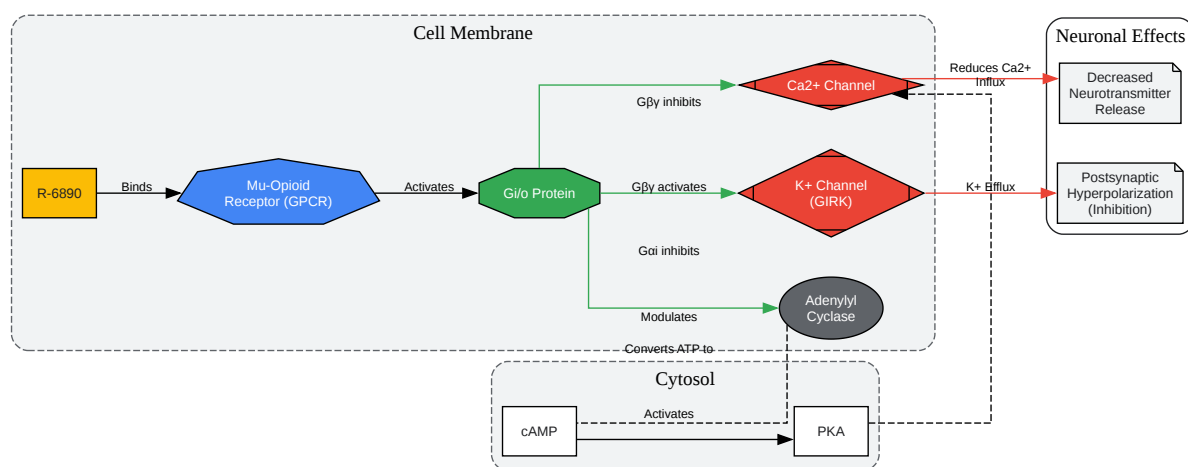 Cell Membrane
Neuronal Effects
Reduces Ca2+
Influx
Ca2+ Channel
Decreased
Neurotransmitter
Release
Gβγ inhibits
R-6890
Binds
Mu-Opioid
Receptor (GPCR)
Activates
Gi/o Protein
Gβγ activates
K+ Channel
(GIRK)
K+ Efflux
Postsynaptic
Hyperpolarization
(Inhibition)
Gαi inhibits
Adenylyl
Cyclase
Modulates
Converts ATP to
Cytosol
Activates
cAMP
PKA